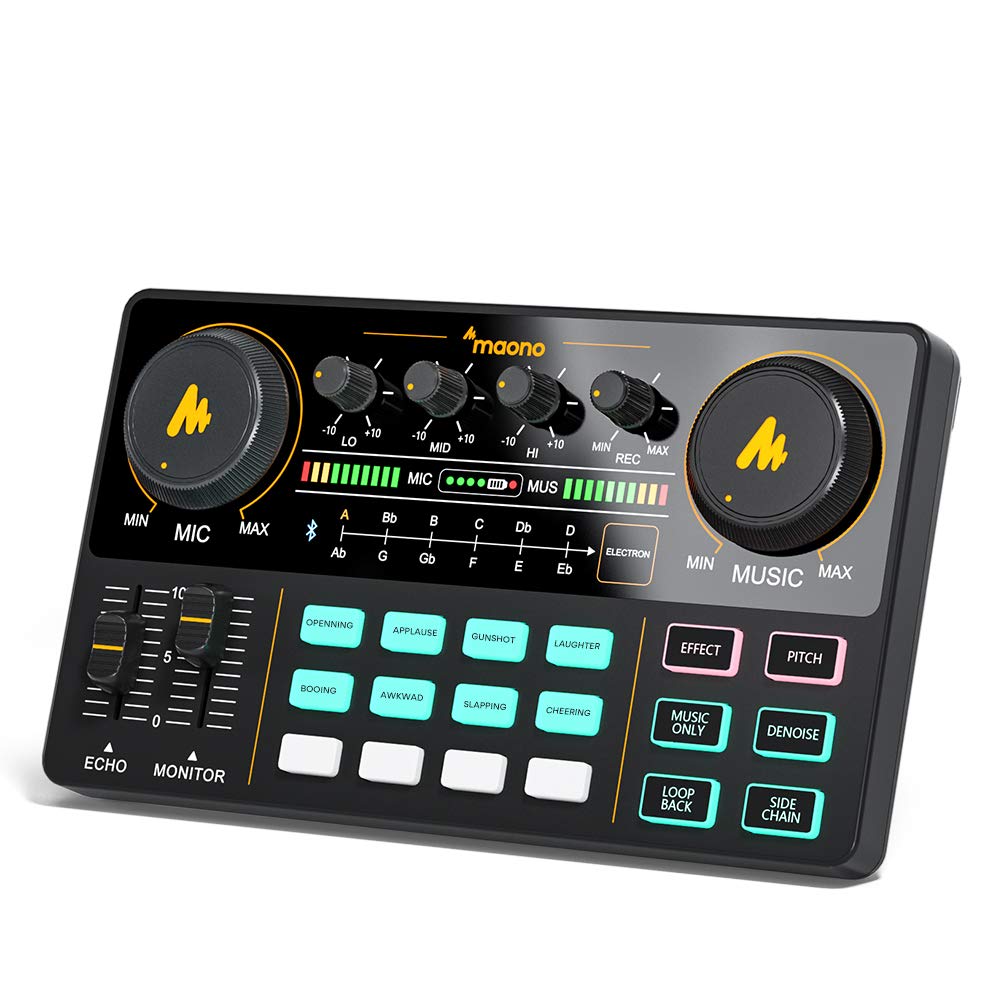 maono
-10 +10
LO
-10 +10
MID
-10 +10
HI
MIN MAX
REC
MIN MAX
MIC
MIC MUS
MIN MAX
MUSIC
A Bb B C Db D
Ab G Gb F E Eb
ELECTRON
10
5
0
ECHO MONITOR
OPENNING APPLAUSE GUNSHOT LAUGHTER
BOOING AWKWAD SLAPPING CHEERING
EFFECT PITCH
MUSIC
ONLY
DENOISE
LOOP
BACK
SIDE
CHAIN